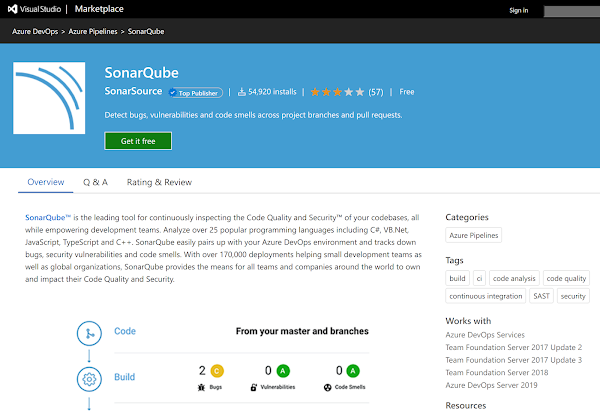 Visual Studio | Marketplace
Sign in
Azure DevOps > Azure Pipelines > SonarQube
SonarQube
SonarSource Top Publisher | 54,920 installs | (57) | Free
Detect bugs, vulnerabilities and code smells across project branches and pull requests.
Get it free
Overview Q & A Rating & Review
SonarQube™ is the leading tool for continuously inspecting the Code Quality and Security™ of your codebases, all
while empowering development teams. Analyze over 25 popular programming languages including C#, VB.Net,
JavaScript, TypeScript and C++. SonarQube easily pairs up with your Azure DevOps environment and tracks down
bugs, security vulnerabilities and code smells. With over 170,000 deployments helping small development teams as
well as global organizations, SonarQube provides the means for all teams and companies around the world to own
and impact their Code Quality and Security.
Code From your master and branches
Build 2 C 0 A 0 A
Bugs Vulnerabilities Code Smells
Categories
Azure Pipelines
Tags
build ci code analysis code quality
continuous integration SAST security
Works with
Azure DevOps Services
Team Foundation Server 2017 Update 2
Team Foundation Server 2017 Update 3
Team Foundation Server 2018
Azure DevOps Server 2019
Resources